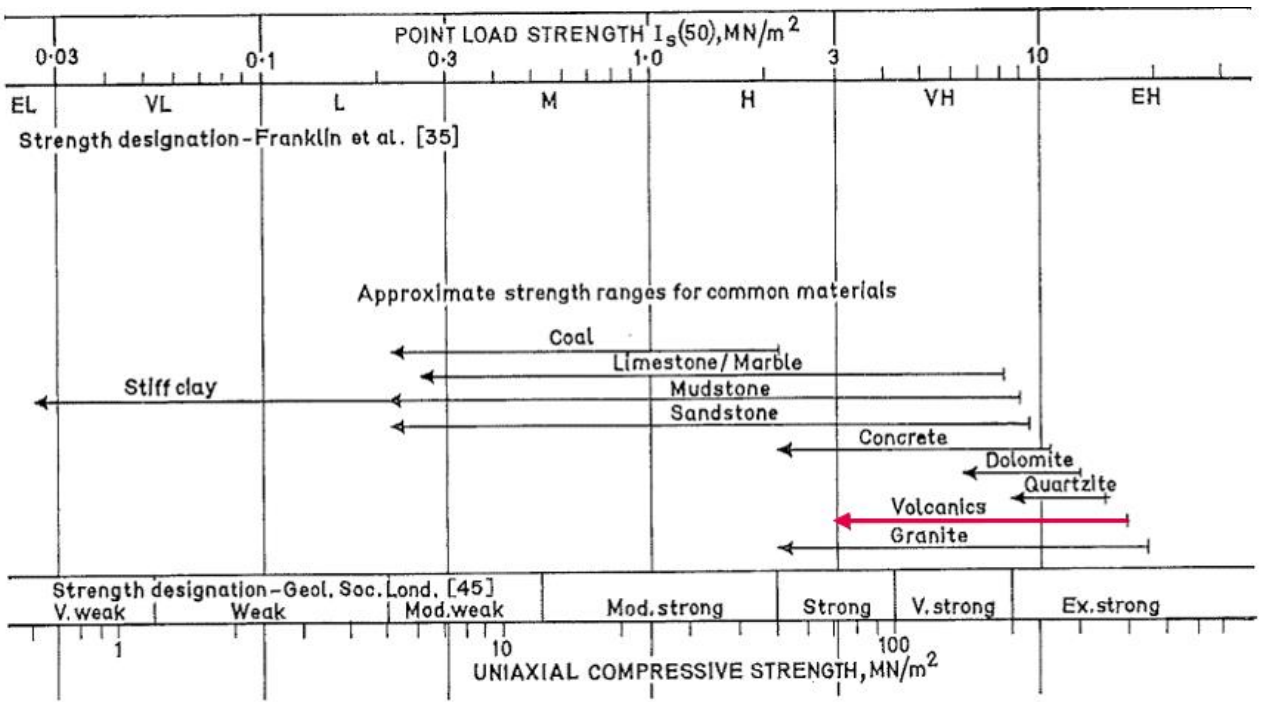 POINT LOAD STRENGTH Is(50), MN/m2
0·03 0·1 0·3 1·0 3 10
EL VL L M H VH EH
Strength designation-Franklin et al. [35]
Approximate strength ranges for common materials
Coal
Limestone/Marble
Stiff clay Mudstone
Sandstone
Concrete
Dolomite
Quartzite
Volcanics
Granite
Strength designation-Geol. Soc. Lond. [45]
V.weak Weak Mod.weak Mod.strong Strong V.strong Ex.strong
1 10 100
UNIAXIAL COMPRESSIVE STRENGTH, MN/m2